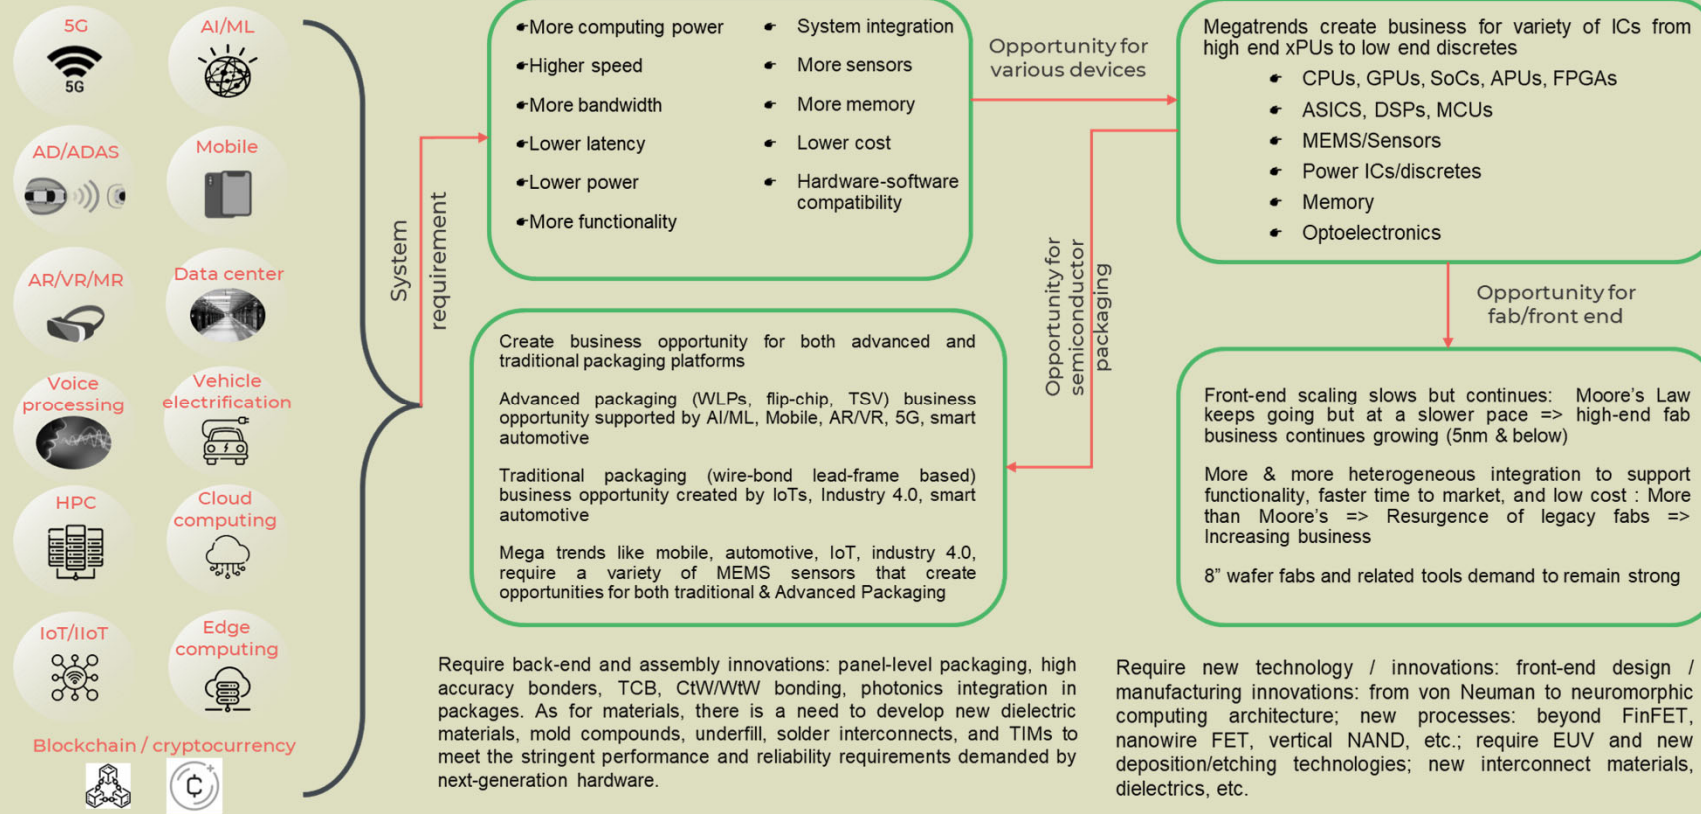 5G
5G
AI/ML
AD/ADAS
Mobile
AR/VR/MR
Data center
Voice
processing
Vehicle
electrification
HPC
Cloud
computing
IoT/IIoT
Edge
computing
Blockchain / cryptocurrency
System
requirement
More computing power
Higher speed
More bandwidth
Lower latency
Lower power
More functionality
System integration
More sensors
More memory
Lower cost
Hardware-software
compatibility
Opportunity for
various devices
Megatrends create business for variety of ICs from
high end xPUs to low end discretes
CPUs, GPUs, SoCs, APUs, FPGAs
ASICS, DSPs, MCUs
MEMS/Sensors
Power ICs/discretes
Memory
Optoelectronics
Opportunity for
semiconductor
packaging
Opportunity for
fab/front end
Create business opportunity for both advanced and
traditional packaging platforms
Advanced packaging (WLPs, flip-chip, TSV) business
opportunity supported by AI/ML, Mobile, AR/VR, 5G, smart
automotive
Traditional packaging (wire-bond lead-frame based)
business opportunity created by IoTs, Industry 4.0, smart
automotive
Mega trends like mobile, automotive, IoT, industry 4.0,
require a variety of MEMS sensors that create
opportunities for both traditional & Advanced Packaging
Front-end scaling slows but continues: Moore's Law
keeps going but at a slower pace => high-end fab
business continues growing (5nm & below)
More & more heterogeneous integration to support
functionality, faster time to market, and low cost : More
than Moore's => Resurgence of legacy fabs =>
Increasing business
8" wafer fabs and related tools demand to remain strong
Require back-end and assembly innovations: panel-level packaging, high
accuracy bonders, TCB, CtW/WtW bonding, photonics integration in
packages. As for materials, there is a need to develop new dielectric
materials, mold compounds, underfill, solder interconnects, and TIMs to
meet the stringent performance and reliability requirements demanded by
next-generation hardware.
Require new technology / innovations: front-end design /
manufacturing innovations: from von Neuman to neuromorphic
computing architecture; new processes: beyond FinFET,
nanowire FET, vertical NAND, etc.; require EUV and new
deposition/etching technologies; new interconnect materials,
dielectrics, etc.